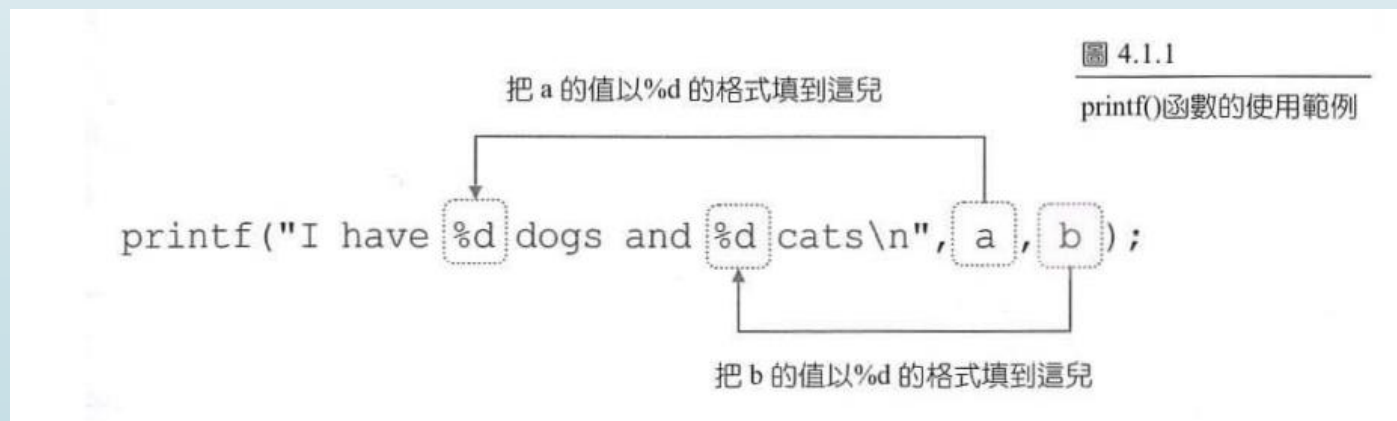 圖 4.1.1
printf()函數的使用範例
把 a 的值以%d 的格式填到這兒
printf("I have %d dogs and %d cats\n", a, b);
把 b 的值以%d 的格式填到這兒